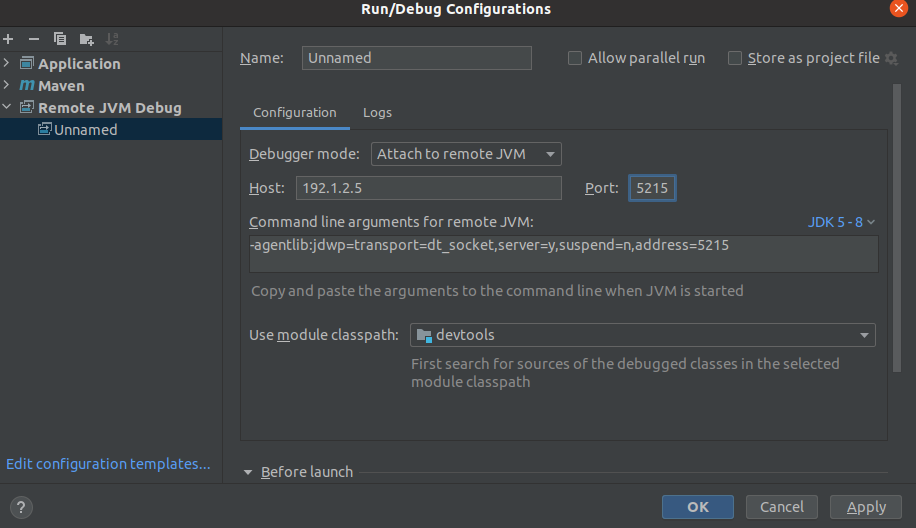 Run/Debug Configurations
Application
Maven
Remote JVM Debug
Unnamed
Edit configuration templates...
Name: Unnamed Allow parallel run Store as project file
Configuration Logs
Debugger mode: Attach to remote JVM
Host: 192.1.2.5 Port: 5215
Command line arguments for remote JVM: JDK 5 - 8
-agentlib:jdwp=transport=dt_socket,server=y,suspend=n,address=5215
Copy and paste the arguments to the command line when JVM is started
Use module classpath: devtools
First search for sources of the debugged classes in the selected
module classpath
Before launch
? OK Cancel Apply